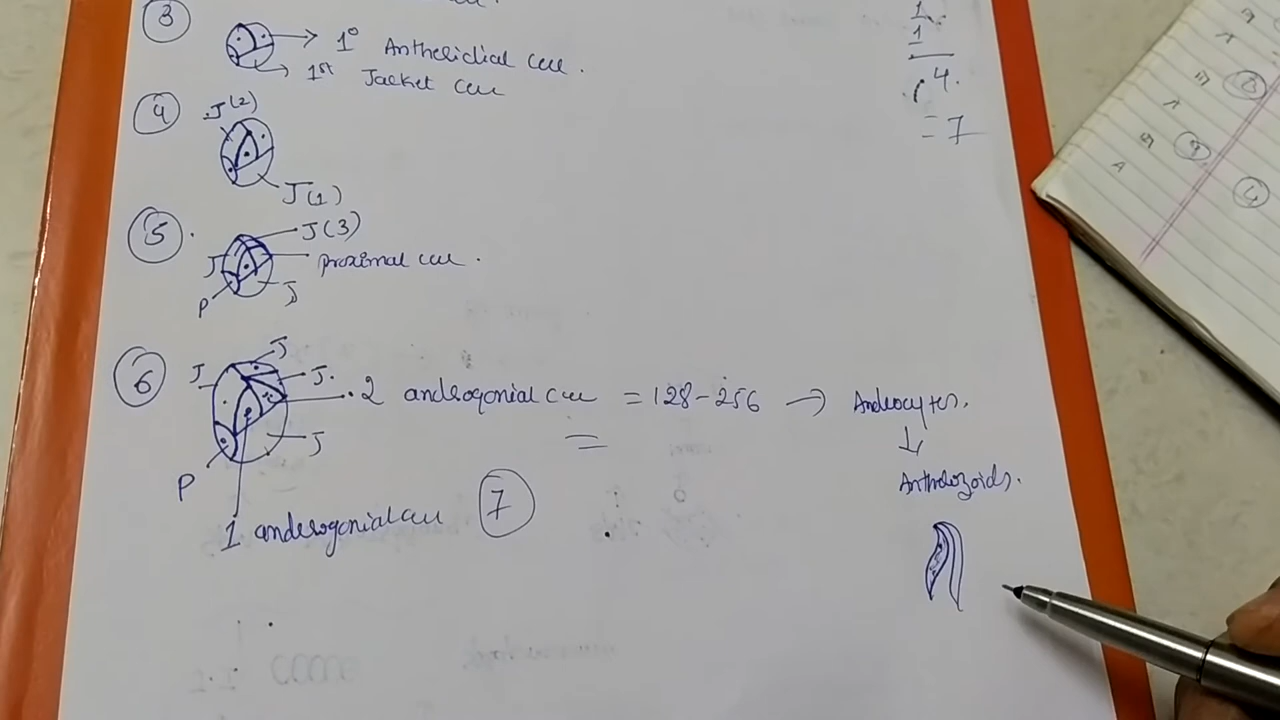 3
1° Antheridial cell.
1st Jacket cell
4
J(2)
J(1)
5
J(3)
J
proximal cell.
P
J
6
J
J
J.
2 androgonial cell = 128-256 → Androcytes.
J
P
↓
Antherozoids.
1 androgonial cell 7
1
1
4.
= 7